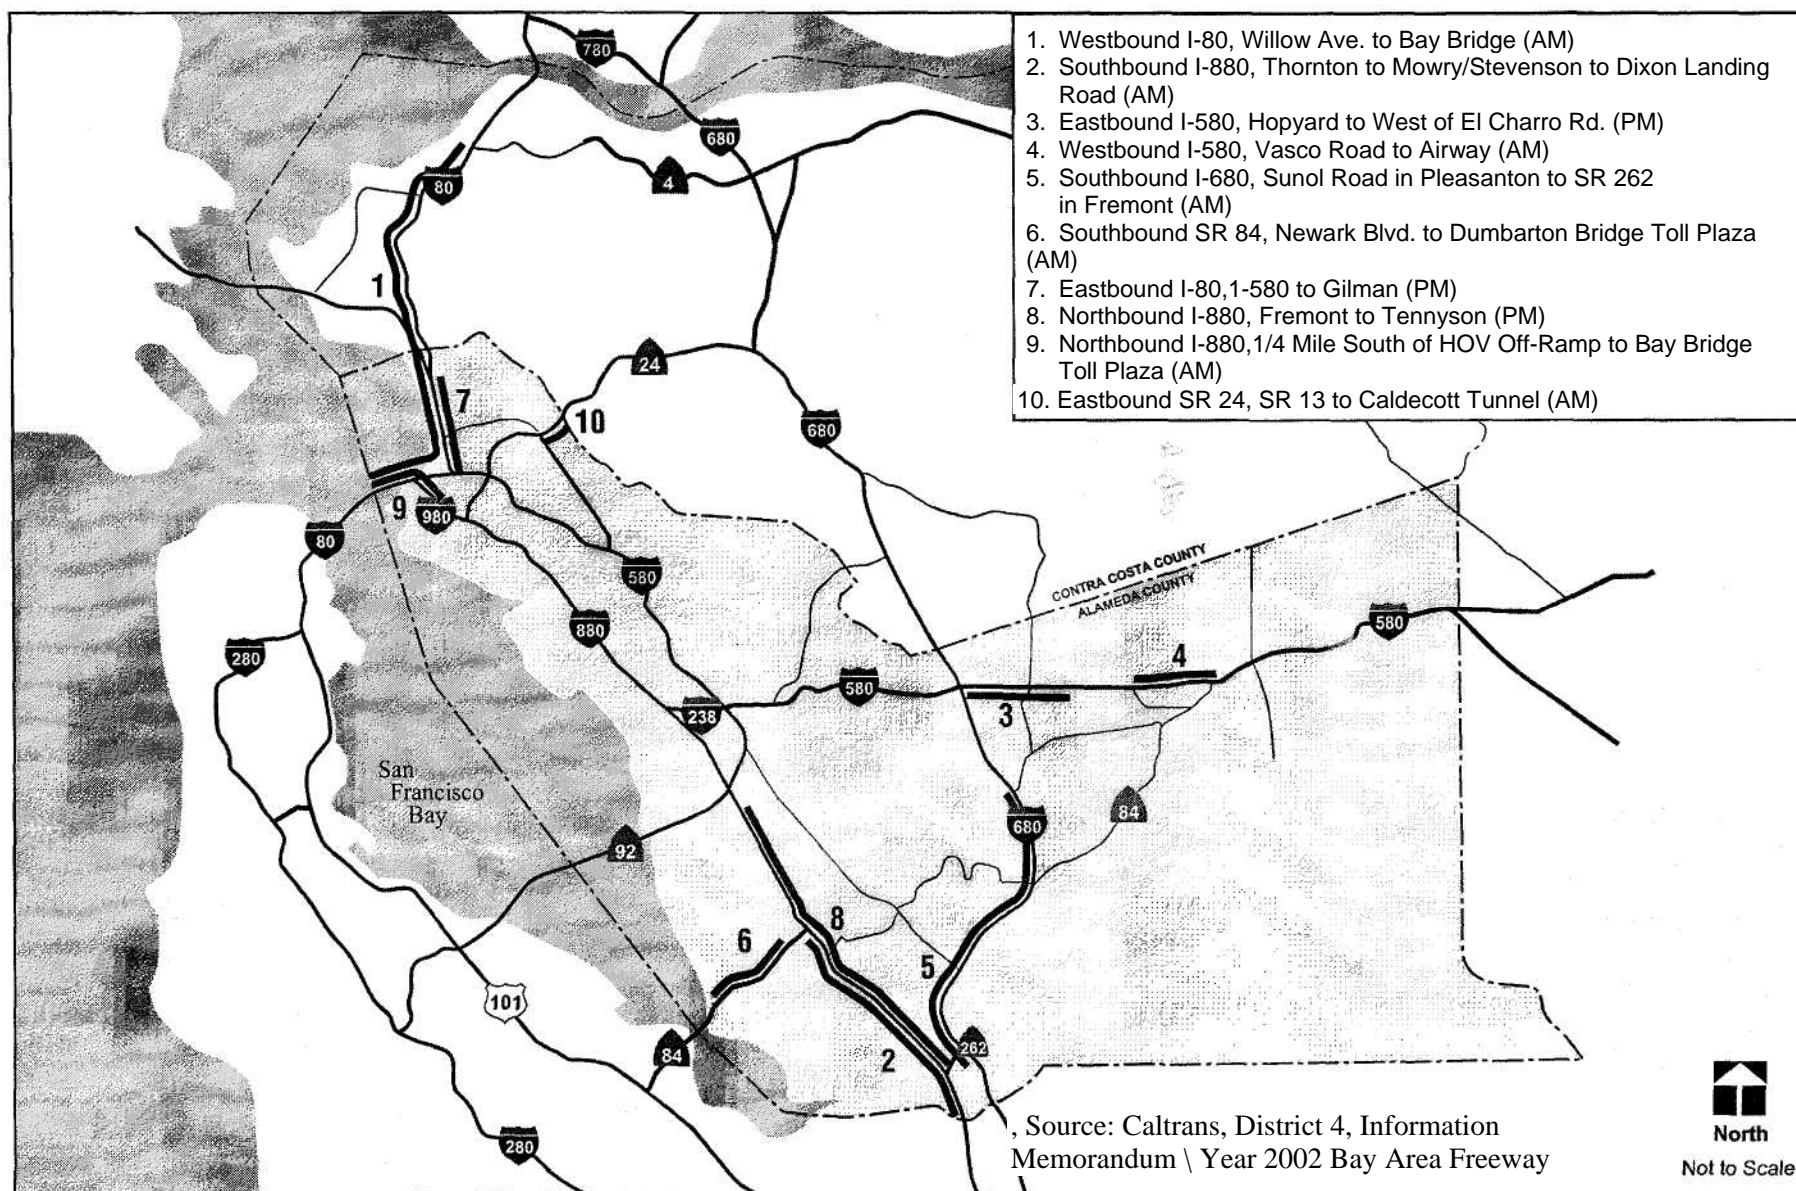 1. Westbound I-80, Willow Ave. to Bay Bridge (AM)
2. Southbound I-880, Thornton to Mowry/Stevenson to Dixon Landing
Road (AM)
3. Eastbound I-580, Hopyard to West of El Charro Rd. (PM)
4. Westbound I-580, Vasco Road to Airway (AM)
5. Southbound I-680, Sunol Road in Pleasanton to SR 262
in Fremont (AM)
6. Southbound SR 84, Newark Blvd. to Dumbarton Bridge Toll Plaza
(AM)
7. Eastbound I-80,1-580 to Gilman (PM)
8. Northbound I-880, Fremont to Tennyson (PM)
9. Northbound I-880,1/4 Mile South of HOV Off-Ramp to Bay Bridge
Toll Plaza (AM)
10. Eastbound SR 24, SR 13 to Caldecott Tunnel (AM)
780
680
80
4
1
24
7
10
680
9
980
80
580
CONTRA COSTA COUNTY
ALAMEDA COUNTY
880
580
280
4
580
238
3
San
Francisco
Bay
680
84
92
8
6
5
101
84
2
262
280
, Source: Caltrans, District 4, Information
Memorandum \ Year 2002 Bay Area Freeway
North
Not to Scale